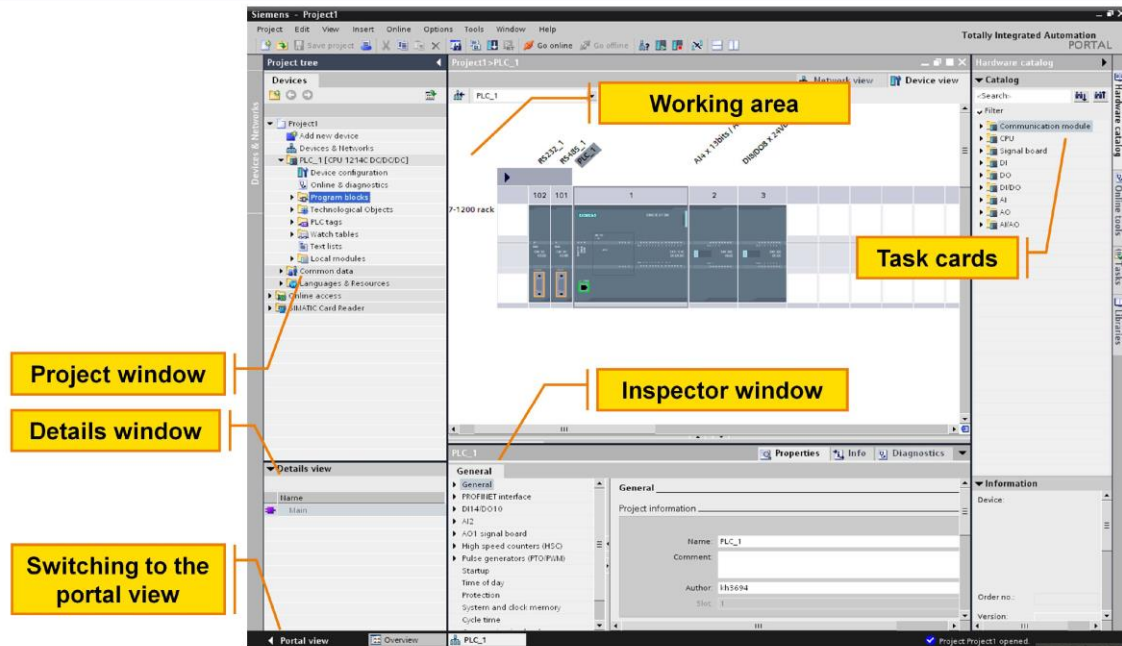 Siemens - Project1
Project Edit View Insert Online Options Tools Window Help
Save project Go online Go offline
Totally Integrated Automation
PORTAL
Project tree
Devices
Devices & Networks
Project1
Add new device
Devices & Networks
PLC_1 [CPU 1214C DC/DC/DC]
Device configuration
Online & diagnostics
Program blocks
Technological Objects
PLC tags
Watch tables
Text lists
Local modules
Common data
Languages & Resources
Online access
SIMATIC Card Reader
Project window
Details window
Details view
Name
Main
Switching to the
portal view
Project1>PLC_1
Network view Device view
PLC_1
Working area
RS232_1
RS485_1
PLC_1
AI4 x 13bits / A
DI8/DO8 x 24V
102 101 1 2 3
7-1200 rack
SIEMENS
Inspector window
PLC_1
Properties Info Diagnostics
General
General
PROFINET interface
DI14/DO10
AI2
AO1 signal board
High speed counters (HSC)
Pulse generators (PTO/PWM)
Startup
Time of day
Protection
System and clock memory
Cycle time
General
Project information
Name: PLC_1
Comment:
Author: kh3694
Slot: 1
Hardware catalog
Catalog
<Search>
Filter
Communication module
CPU
Signal board
DI
DO
DI/DO
AI
AO
AI/AO
Task cards
Information
Device:
Order no.:
Version:
Hardware catalog
Online tools
Tasks
Libraries
Portal view Overview PLC_1
Project Project1 opened.